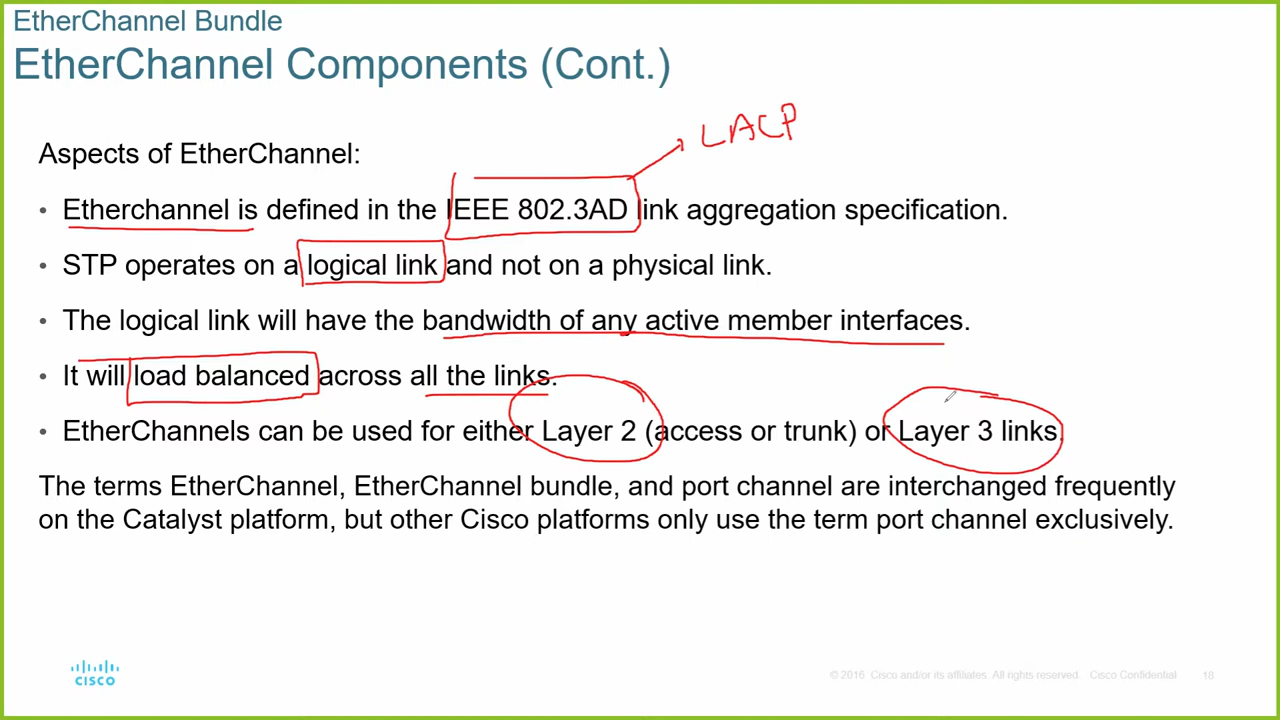 EtherChannel Bundle
EtherChannel Components (Cont.)
LACP
Aspects of EtherChannel:
• Etherchannel is defined in the IEEE 802.3AD link aggregation specification.
• STP operates on a logical link and not on a physical link.
• The logical link will have the bandwidth of any active member interfaces.
• It will load balanced across all the links.
• EtherChannels can be used for either Layer 2 (access or trunk) or Layer 3 links.
The terms EtherChannel, EtherChannel bundle, and port channel are interchanged frequently
on the Catalyst platform, but other Cisco platforms only use the term port channel exclusively.
CISCO
© 2016 Cisco and/or its affiliates. All rights reserved. Cisco Confidential 18